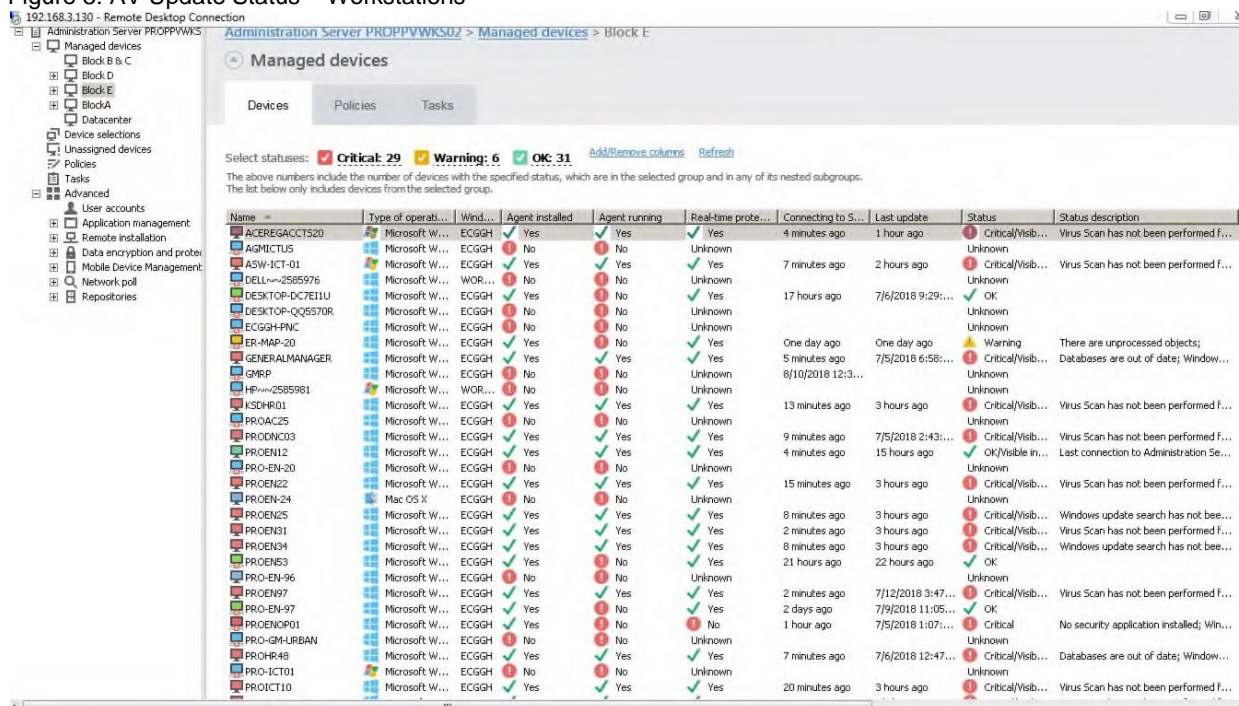 Figure 3: AV Update Status – Workstations
192.168.3.130 - Remote Desktop Connection
Administration Server PROPPVWKS
Managed devices
Block B & C
Block D
Block E
BlockA
Datacenter
Device selections
Unassigned devices
Policies
Tasks
Advanced
User accounts
Application management
Remote installation
Data encryption and protec
Mobile Device Management
Network poll
Repositories
Administration Server PROPPVWKS02 > Managed devices > Block E
Managed devices
Devices Policies Tasks
Select statuses: Critical: 29 Warning: 6 OK: 31 Add/Remove columns Refresh
The above numbers include the number of devices with the specified status, which are in the selected group and in any of its nested subgroups.
The list below only includes devices from the selected group.
Name Type of operati... Wind... Agent installed Agent running Real-time prote... Connecting to S... Last update Status Status description
ACEREGACCTS20 Microsoft W... ECGGH Yes Yes Yes 4 minutes ago 1 hour ago Critical/Visib... Virus Scan has not been performed f...
AGMICTUS Microsoft W... ECGGH No No Unknown Unknown
ASW-ICT-01 Microsoft W... ECGGH Yes Yes Yes 7 minutes ago 2 hours ago Critical/Visib... Virus Scan has not been performed f...
DELL~~2585976 Microsoft W... WOR... No No Unknown Unknown
DESKTOP-DC7EI1U Microsoft W... ECGGH Yes No Yes 17 hours ago 7/6/2018 9:29:... OK
DESKTOP-QQ5570R Microsoft W... ECGGH No No Unknown Unknown
ECGGH-PNC Microsoft W... ECGGH No No Unknown Unknown
ER-MAP-20 Microsoft W... ECGGH Yes No Yes One day ago One day ago Warning There are unprocessed objects;
GENERALMANAGER Microsoft W... ECGGH Yes Yes Yes 5 minutes ago 7/5/2018 6:58:... Critical/Visib... Databases are out of date; Window...
GMRP Microsoft W... ECGGH No No Unknown 8/10/2018 12:3... Unknown
HP~~2585981 Microsoft W... WOR... No No Unknown Unknown
KSDHR01 Microsoft W... ECGGH Yes Yes Yes 13 minutes ago 3 hours ago Critical/Visib... Virus Scan has not been performed f...
PROAC25 Microsoft W... ECGGH No No Unknown Unknown
PRODNC03 Microsoft W... ECGGH Yes Yes Yes 9 minutes ago 7/5/2018 2:43:... Critical/Visib... Virus Scan has not been performed f...
PROEN12 Microsoft W... ECGGH Yes Yes Yes 4 minutes ago 15 hours ago OK/Visible in... Last connection to Administration Se...
PRO-EN-20 Microsoft W... ECGGH No No Unknown Unknown
PROEN22 Microsoft W... ECGGH Yes Yes Yes 15 minutes ago 3 hours ago Critical/Visib... Virus Scan has not been performed f...
PROEN-24 Mac OS X ECGGH No No Unknown Unknown
PROEN25 Microsoft W... ECGGH Yes Yes Yes 8 minutes ago 3 hours ago Critical/Visib... Windows update search has not bee...
PROEN31 Microsoft W... ECGGH Yes Yes Yes 2 minutes ago 3 hours ago Critical/Visib... Virus Scan has not been performed f...
PROEN34 Microsoft W... ECGGH Yes Yes Yes 8 minutes ago 3 hours ago Critical/Visib... Windows update search has not bee...
PROEN53 Microsoft W... ECGGH Yes No Yes 21 hours ago 22 hours ago OK
PRO-EN-96 Microsoft W... ECGGH No No Unknown Unknown
PROEN97 Microsoft W... ECGGH Yes Yes Yes 2 minutes ago 7/12/2018 3:47... Critical/Visib... Virus Scan has not been performed f...
PRO-EN-97 Microsoft W... ECGGH Yes No Yes 2 days ago 7/9/2018 11:05... OK
PROENOP01 Microsoft W... ECGGH Yes No No 1 hour ago 7/5/2018 1:07:... Critical No security application installed; Win...
PRO-GM-URBAN Microsoft W... ECGGH No No Unknown Unknown
PROHR48 Microsoft W... ECGGH Yes Yes Yes 7 minutes ago 7/6/2018 12:47... Critical/Visib... Databases are out of date; Window...
PRO-ICT01 Microsoft W... ECGGH No No Unknown Unknown
PROICT10 Microsoft W... ECGGH Yes Yes Yes 20 minutes ago 3 hours ago Critical/Visib... Virus Scan has not been performed f...